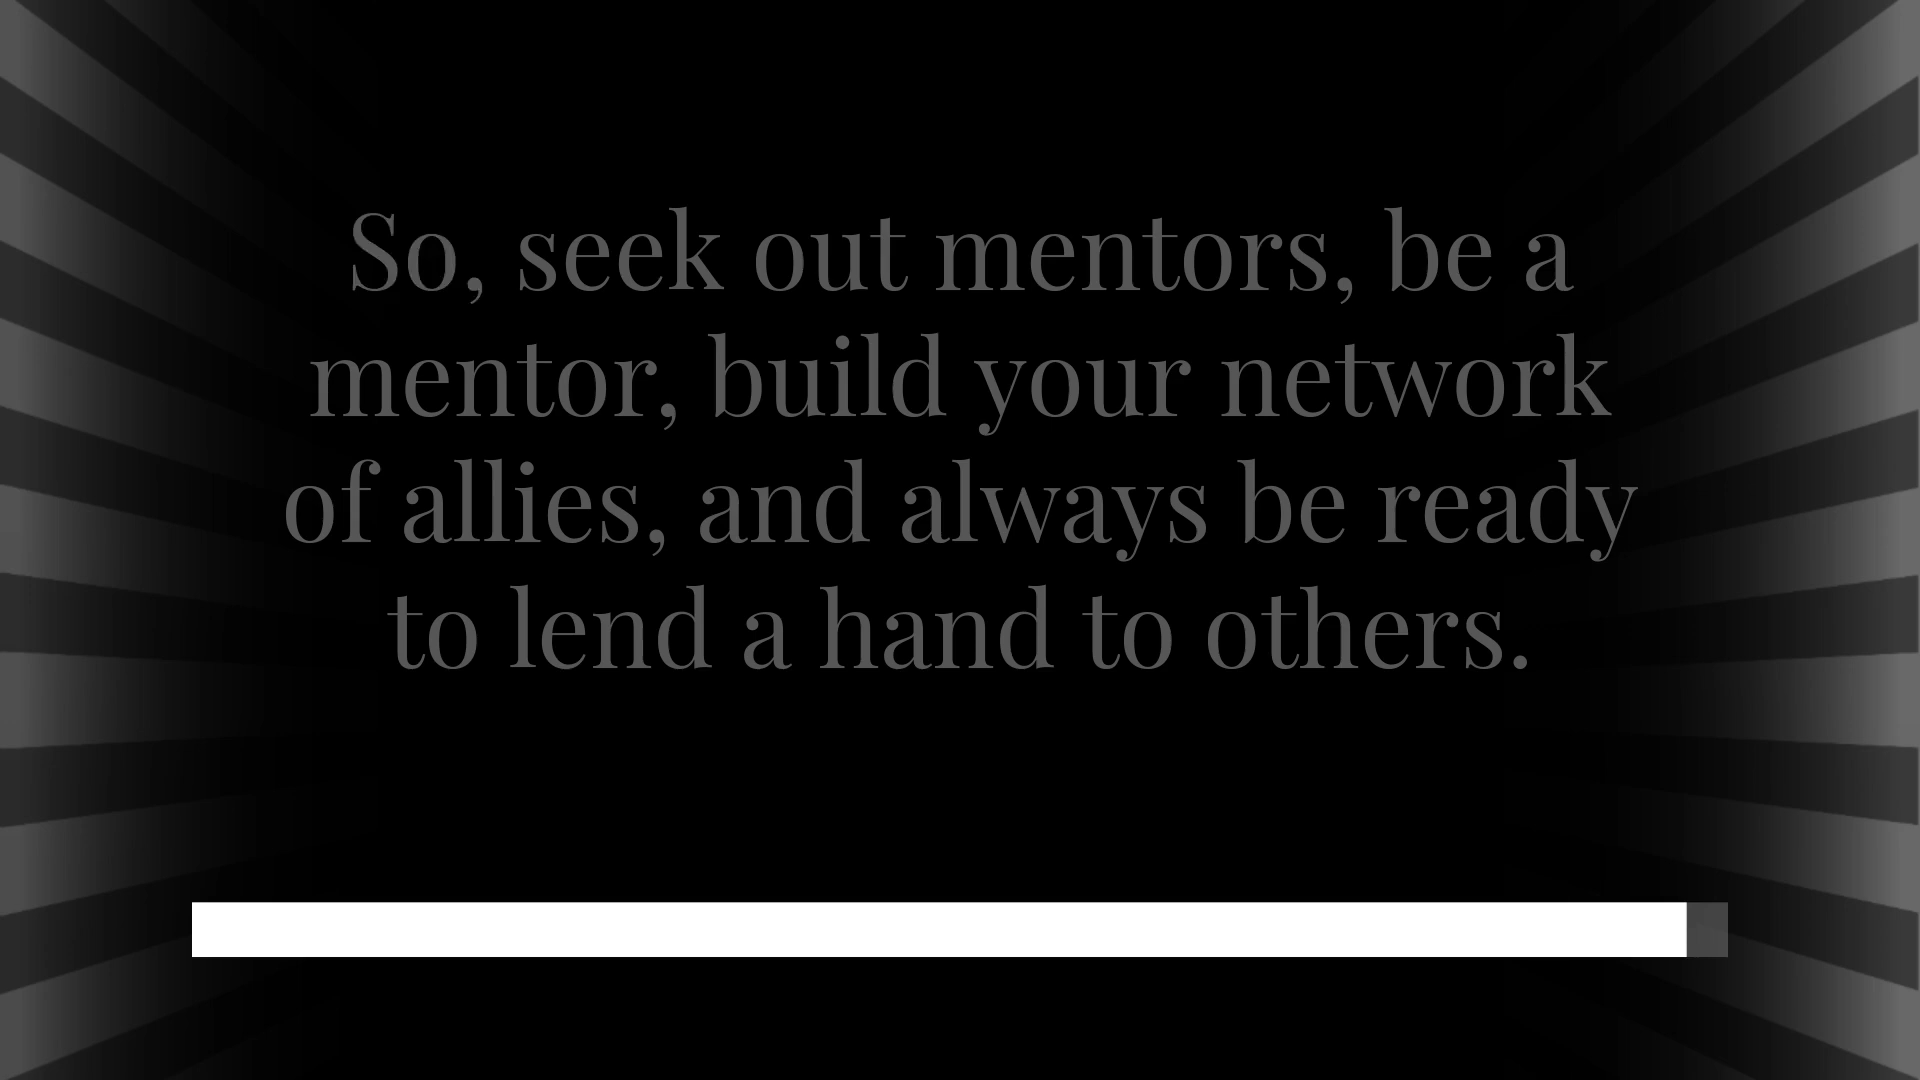 So, seek out mentors, be a
mentor, build your network
of allies, and always be ready
to lend a hand to others.